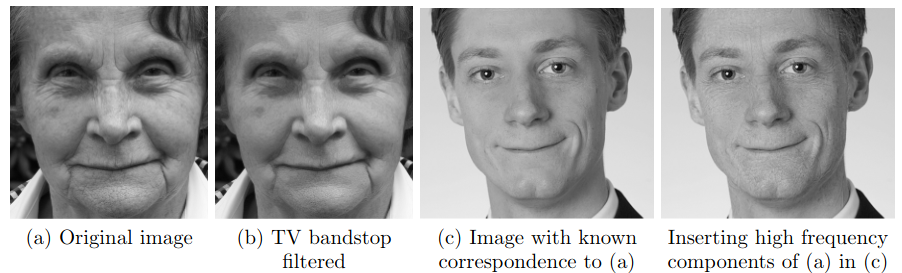 (a) Original image
(b) TV bandstop
filtered
(c) Image with known
correspondence to (a)
Inserting high frequency
components of (a) in (c)